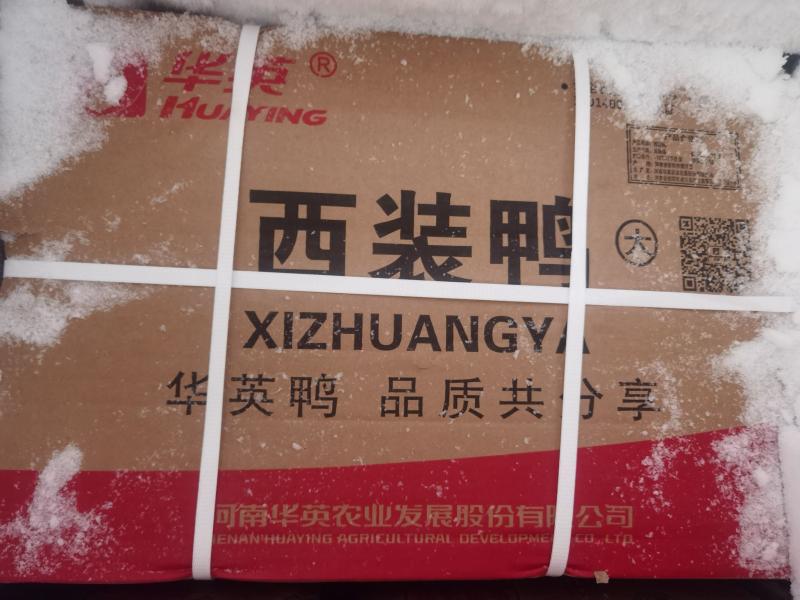 华英®
HUAYING
西装鸭
大
XIZHUANGYA
华英鸭 品质共分享
河南华英农业发展股份有限公司
HENAN HUAYING AGRICULTURAL DEVELOPMENT CO., LTD.